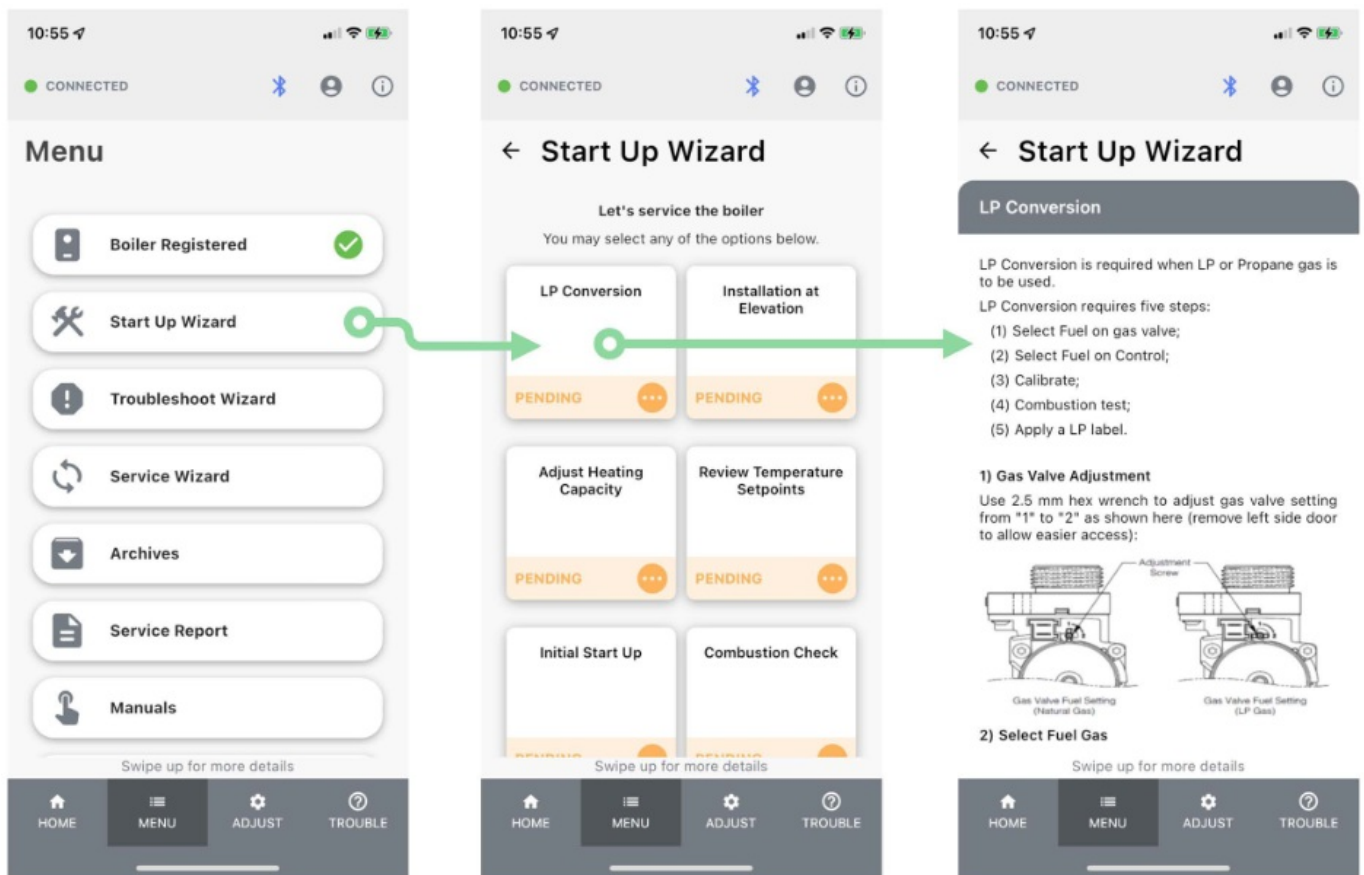 10:55
CONNECTED
Menu
Boiler Registered
Start Up Wizard
Troubleshoot Wizard
Service Wizard
Archives
Service Report
Manuals
Swipe up for more details
HOME
MENU
ADJUST
TROUBLE
10:55
CONNECTED
Start Up Wizard
Let's service the boiler
You may select any of the options below.
LP Conversion
PENDING
Installation at
Elevation
PENDING
Adjust Heating
Capacity
PENDING
Review Temperature
Setpoints
PENDING
Initial Start Up
PENDING
Combustion Check
PENDING
Swipe up for more details
HOME
MENU
ADJUST
TROUBLE
10:55
CONNECTED
Start Up Wizard
LP Conversion
LP Conversion is required when LP or Propane gas is
to be used.
LP Conversion requires five steps:
(1) Select Fuel on gas valve;
(2) Select Fuel on Control;
(3) Calibrate;
(4) Combustion test;
(5) Apply a LP label.
1) Gas Valve Adjustment
Use 2.5 mm hex wrench to adjust gas valve setting
from "1" to "2" as shown here (remove left side door
to allow easier access):
Adjustment
Screw
Gas Valve Fuel Setting
(Natural Gas)
Gas Valve Fuel Setting
(LP Gas)
2) Select Fuel Gas
Swipe up for more details
HOME
MENU
ADJUST
TROUBLE